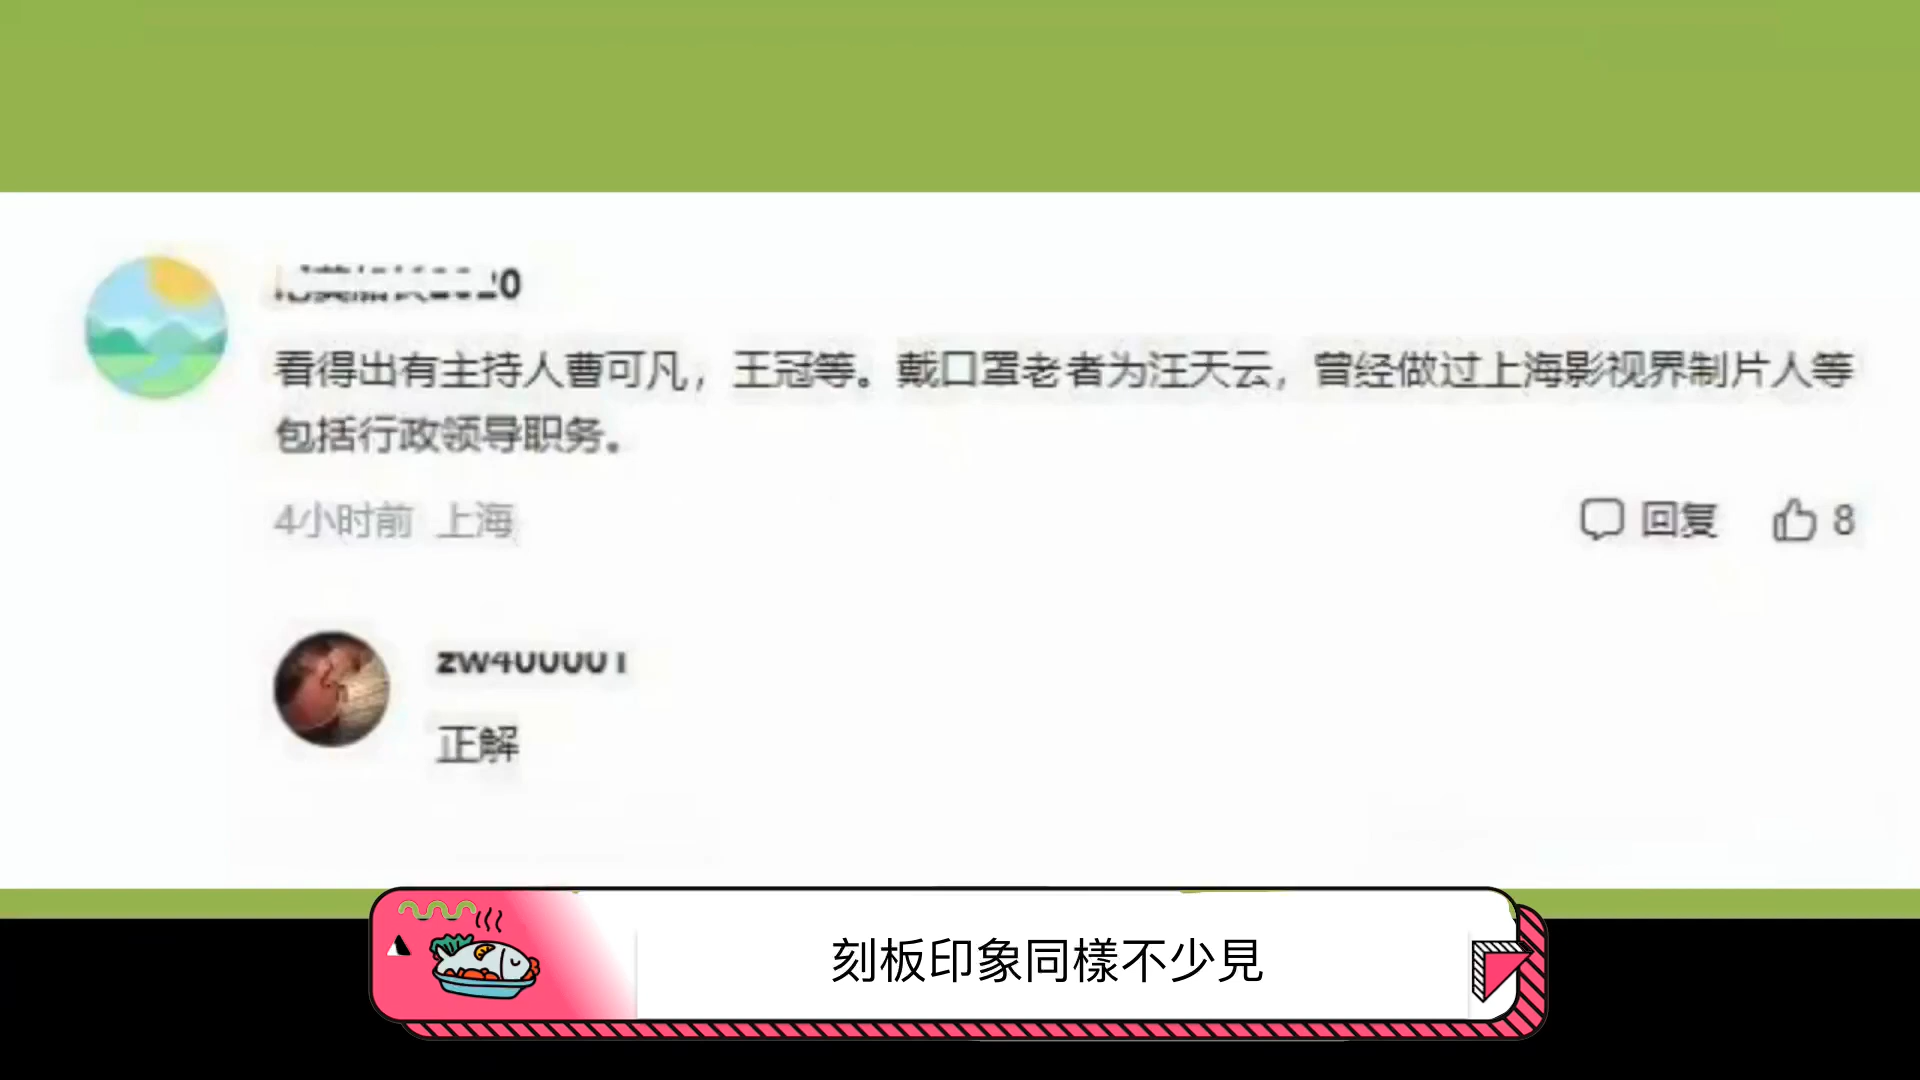 看得出有主持人曹可凡，王冠等。戴口罩老者为汪天云，曾经做过上海影视界制片人等
包括行政领导职务。
4小时前 上海
回复 8
zw400001
正解
刻板印象同樣不少見